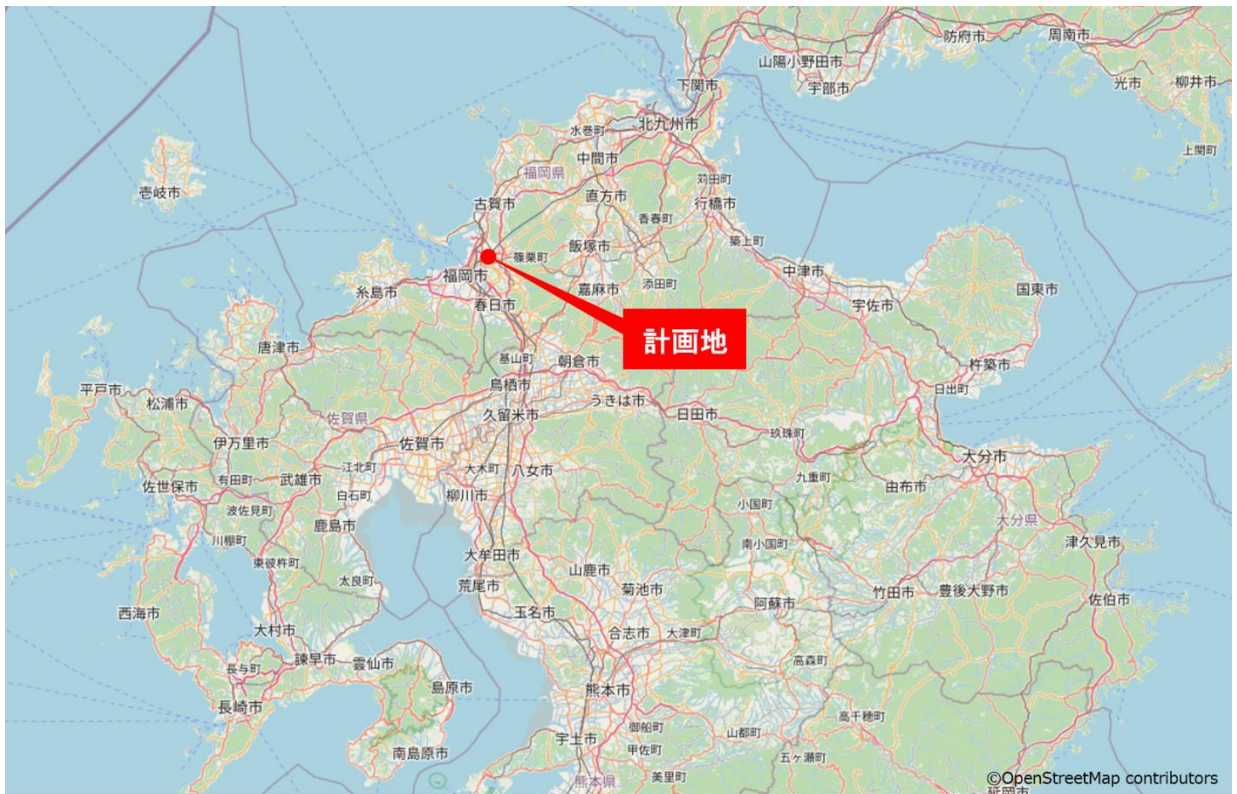 防府市
周南市
山陽小野田市
下関市
宇部市
光市
柳井市
北九州市
水巻町
上関町
中間市
福岡県
苅田町
壱岐市
直方市
古賀市
行橋市
香春町
築上町
飯塚市
篠栗町
福岡市
中津市
添田町
嘉麻市
糸島市
国東市
春日市
宇佐市
計画地
唐津市
基山町
朝倉市
杵築市
鳥栖市
日出町
平戸市
松浦市
うきは市
久留米市
日田市
佐賀県
玖珠町
伊万里市
佐賀市
大分市
江北町
大木町
八女市
有田町
武雄市
九重町
佐世保市
由布市
白石町
柳川市
小国町
波佐見町
鹿島市
大分県
川棚町
津久見市
南小国町
大牟田市
東彼杵町
山鹿市
太良町
荒尾市
菊池市
竹田市
豊後大野市
佐伯市
阿蘇市
西海市
玉名市
大村市
合志市
大津町
諫早市
雲仙市
高森町
長与町
島原市
熊本市
長崎市
高千穂町
御船町
山都町
宇土市
甲佐町
南島原市
五ヶ瀬町
美里町
熊本県
©OpenStreetMap contributors
延岡市